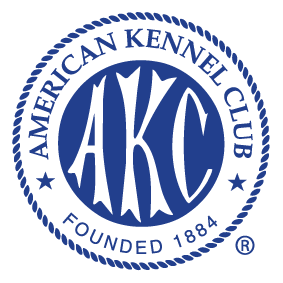 AMERICAN KENNEL CLUB
AKC
FOUNDED 1884
®